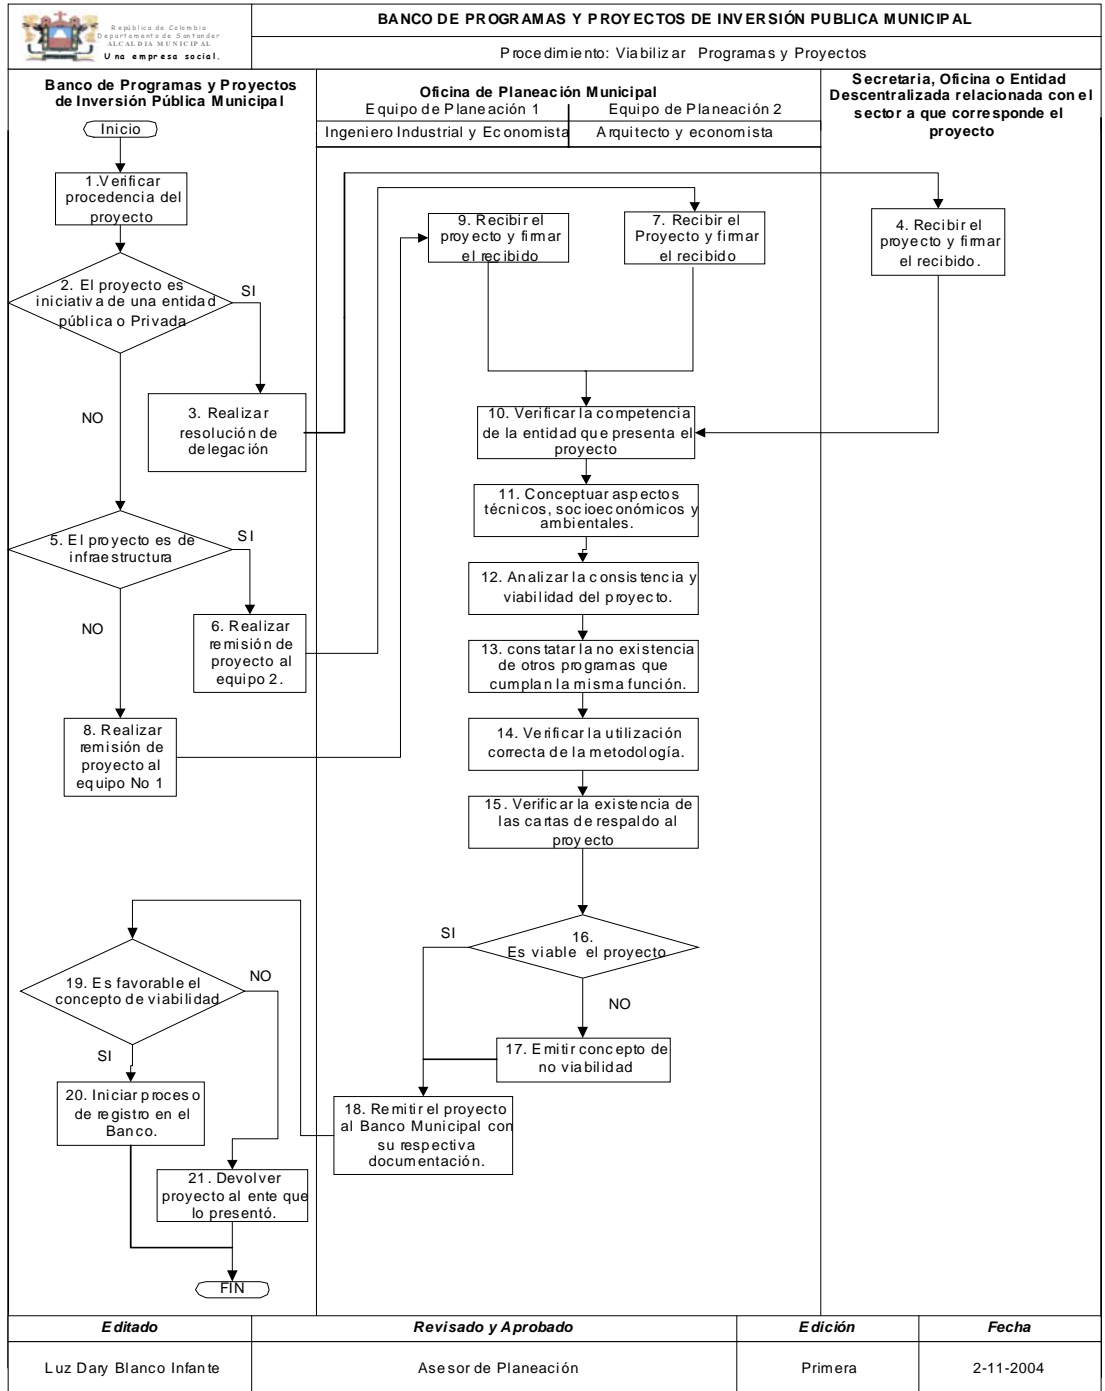 República de Colombia
Departamento de Santander
ALCALDIA MUNICIPAL
Una empresa social.
BANCO DE PROGRAMAS Y PROYECTOS DE INVERSIÓN PUBLICA MUNICIPAL
Procedimiento: Viabilizar Programas y Proyectos
Banco de Programas y Proyectos
de Inversión Pública Municipal
Oficina de Planeación Municipal
Equipo de Planeación 1
Equipo de Planeación 2
Ingeniero Industrial y Economista
Arquitecto y economista
Secretaria, Oficina o Entidad
Descentralizada relacionada con el
sector a que corresponde el
proyecto
Inicio
1.Verificar
procedencia del
proyecto
2. El proyecto es
iniciativa de una entidad
pública o Privada
SI
NO
3. Realizar
resolución de
delegación
4. Recibir el
proyecto y firmar
el recibido.
5. El proyecto es de
infraestructura
SI
NO
6. Realizar
remisión de
proyecto al
equipo 2.
7. Recibir el
Proyecto y firmar
el recibido
8. Realizar
remisión de
proyecto al
equipo No 1
9. Recibir el
proyecto y firmar
el recibido
10. Verificar la competencia
de la entidad que presenta el
proyecto
11. Conceptuar aspectos
técnicos, socioeconómicos y
ambientales.
12. Analizar la consistencia y
viabilidad del proyecto.
13. constatar la no existencia
de otros programas que
cumplan la misma función.
14. Verificar la utilización
correcta de la metodología.
15. Verificar la existencia de
las cartas de respaldo al
proyecto
16.
Es viable el proyecto
SI
NO
17. Emitir concepto de
no viabilidad
18. Remitir el proyecto
al Banco Municipal con
su respectiva
documentación.
19. Es favorable el
concepto de viabilidad
NO
SI
20. Iniciar proceso
de registro en el
Banco.
21. Devolver
proyecto al ente que
lo presentó.
FIN
Editado
Revisado y Aprobado
Edición
Fecha
Luz Dary Blanco Infante
Asesor de Planeación
Primera
2-11-2004